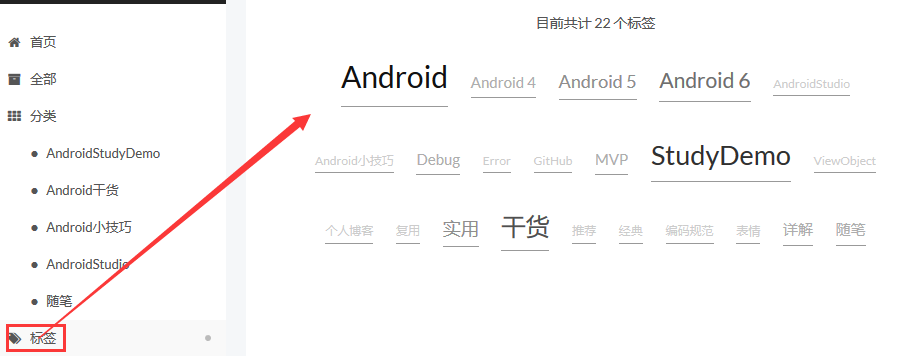 首页
全部
分类
AndroidStudyDemo
Android干货
Android小技巧
AndroidStudio
随笔
标签
目前共计 22 个标签
Android Android 4 Android 5 Android 6 AndroidStudio
Android小技巧 Debug Error GitHub MVP StudyDemo ViewObject
个人博客 复用 实用 干货 推荐 经典 编码规范 表情 详解 随笔